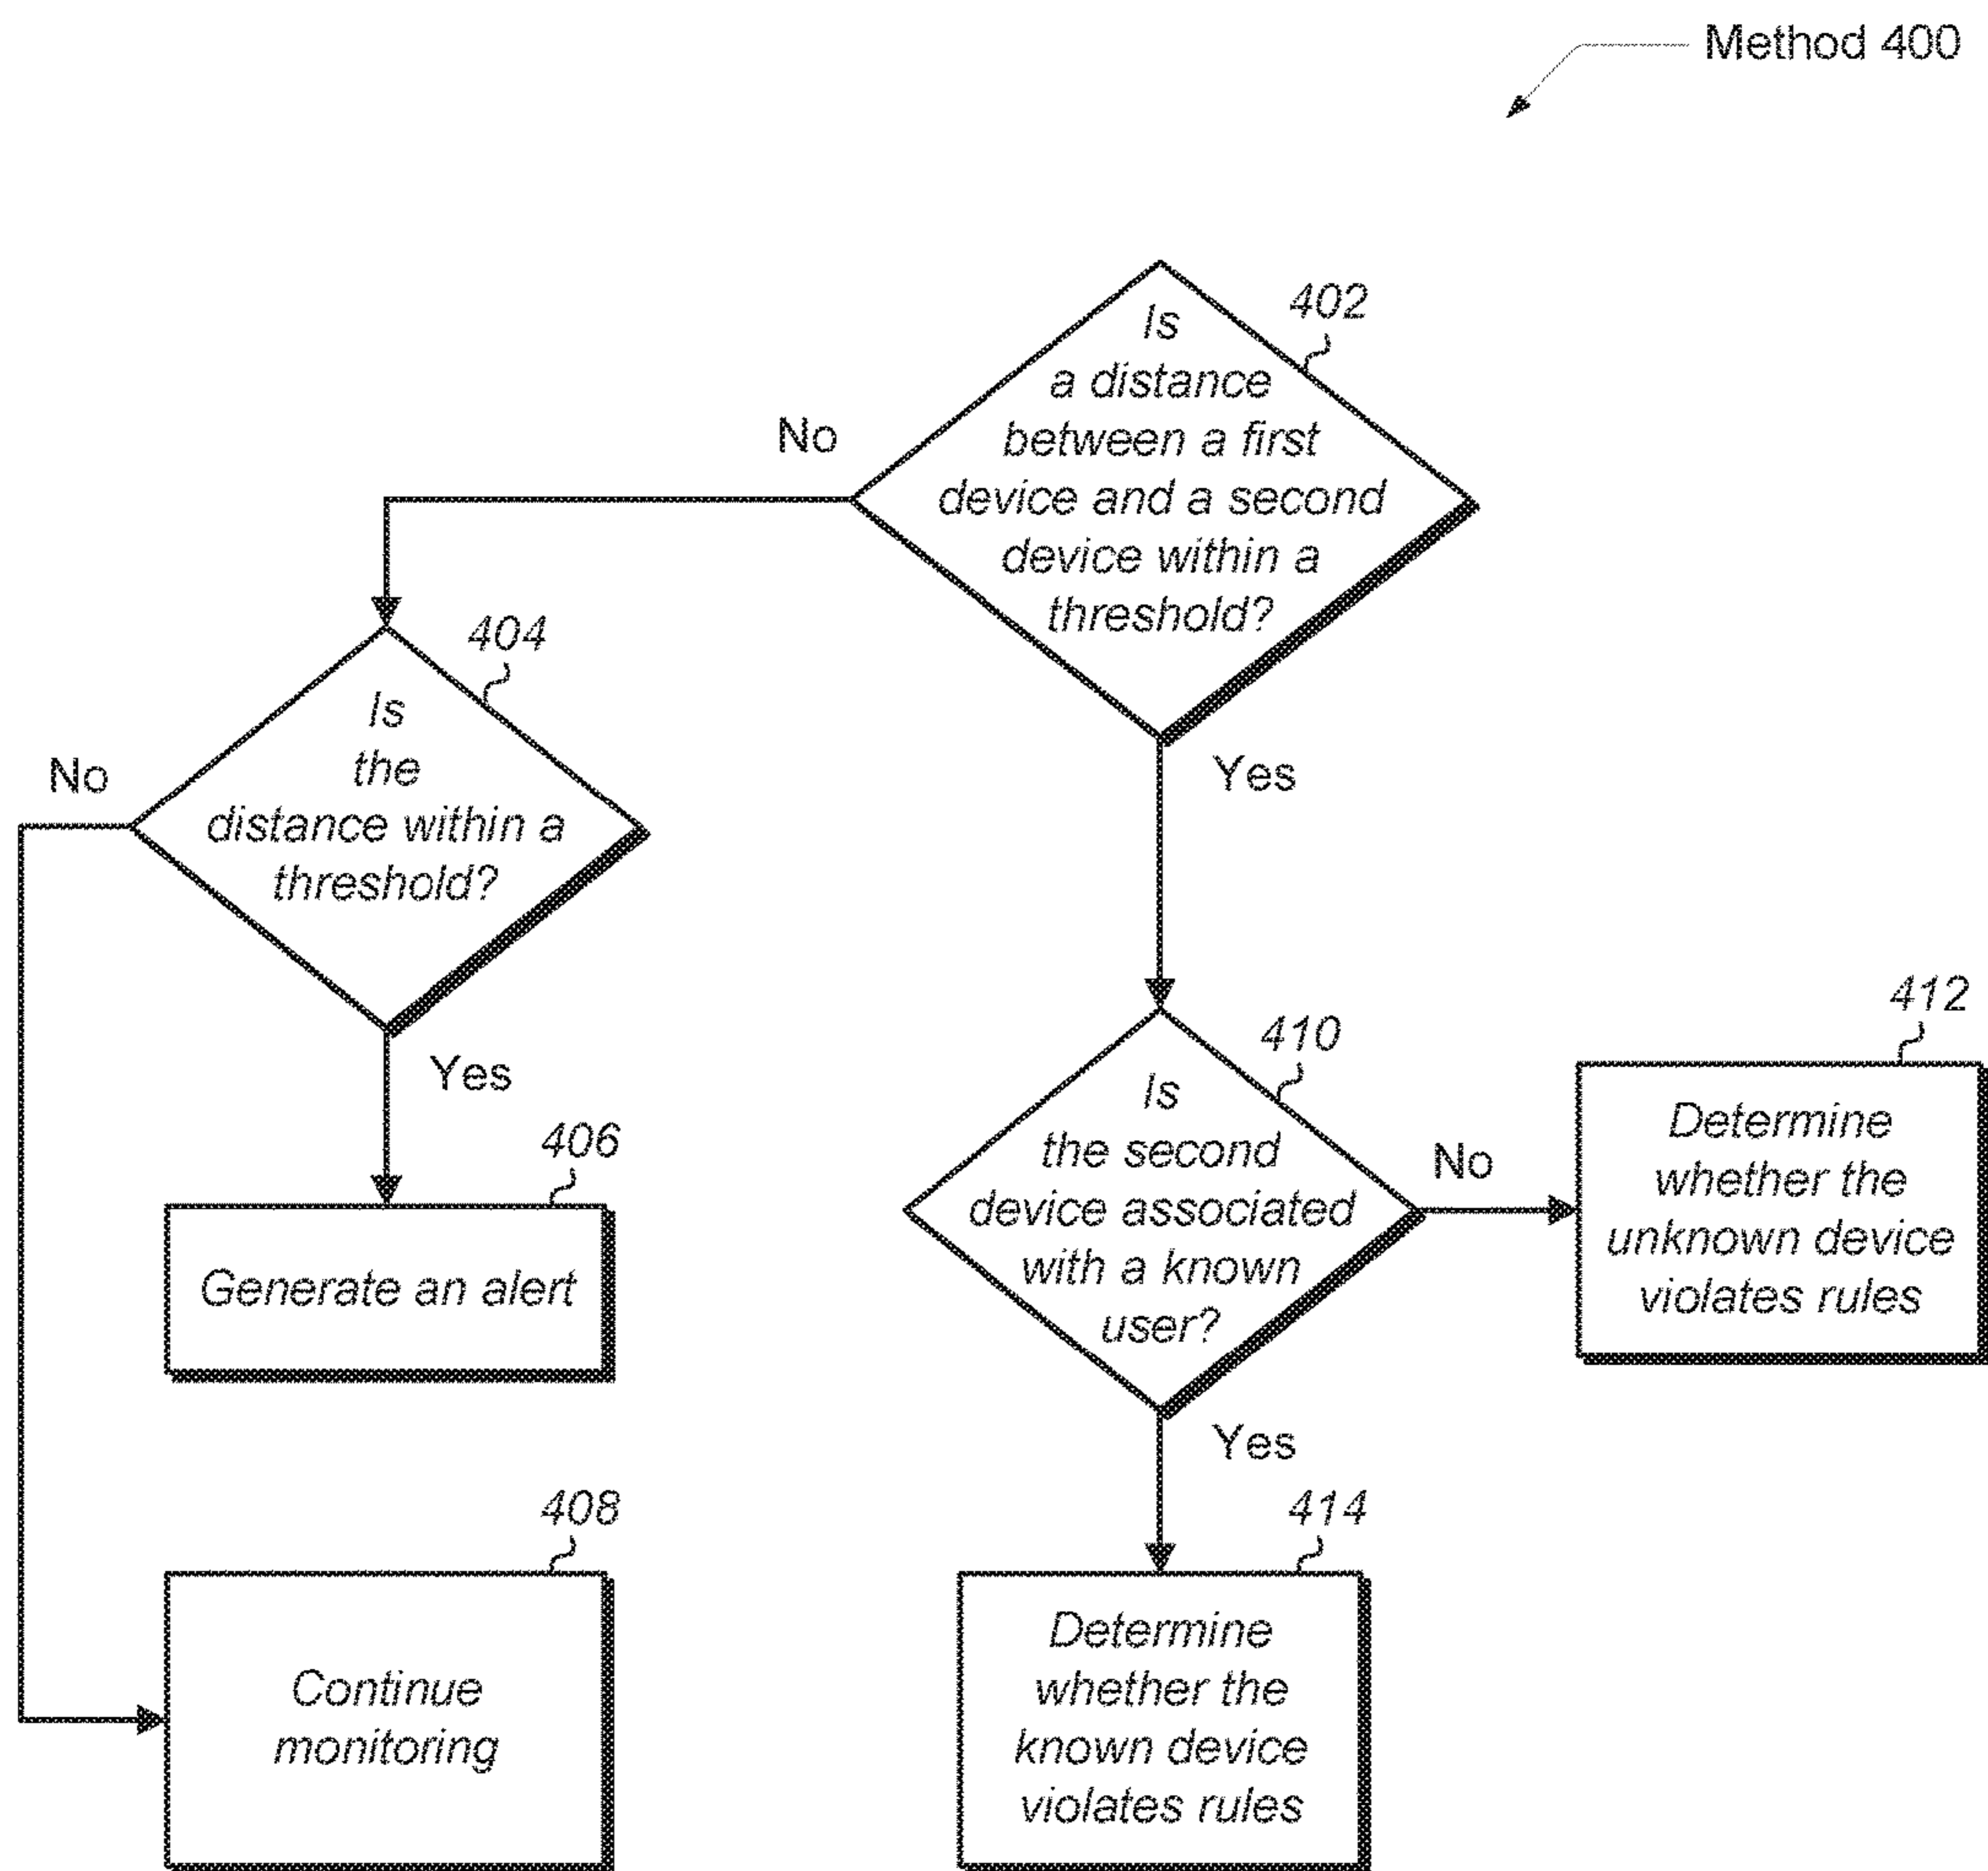 Method 400
402
Is
a distance
between a first
device and a second
device within a
threshold?
No
Yes
404
Is
the
distance within a
threshold?
No
Yes
406
Generate an alert
408
Continue
monitoring
410
Is
the second
device associated
with a known
user?
No
Yes
412
Determine
whether the
unknown device
violates rules
414
Determine
whether the
known device
violates rules